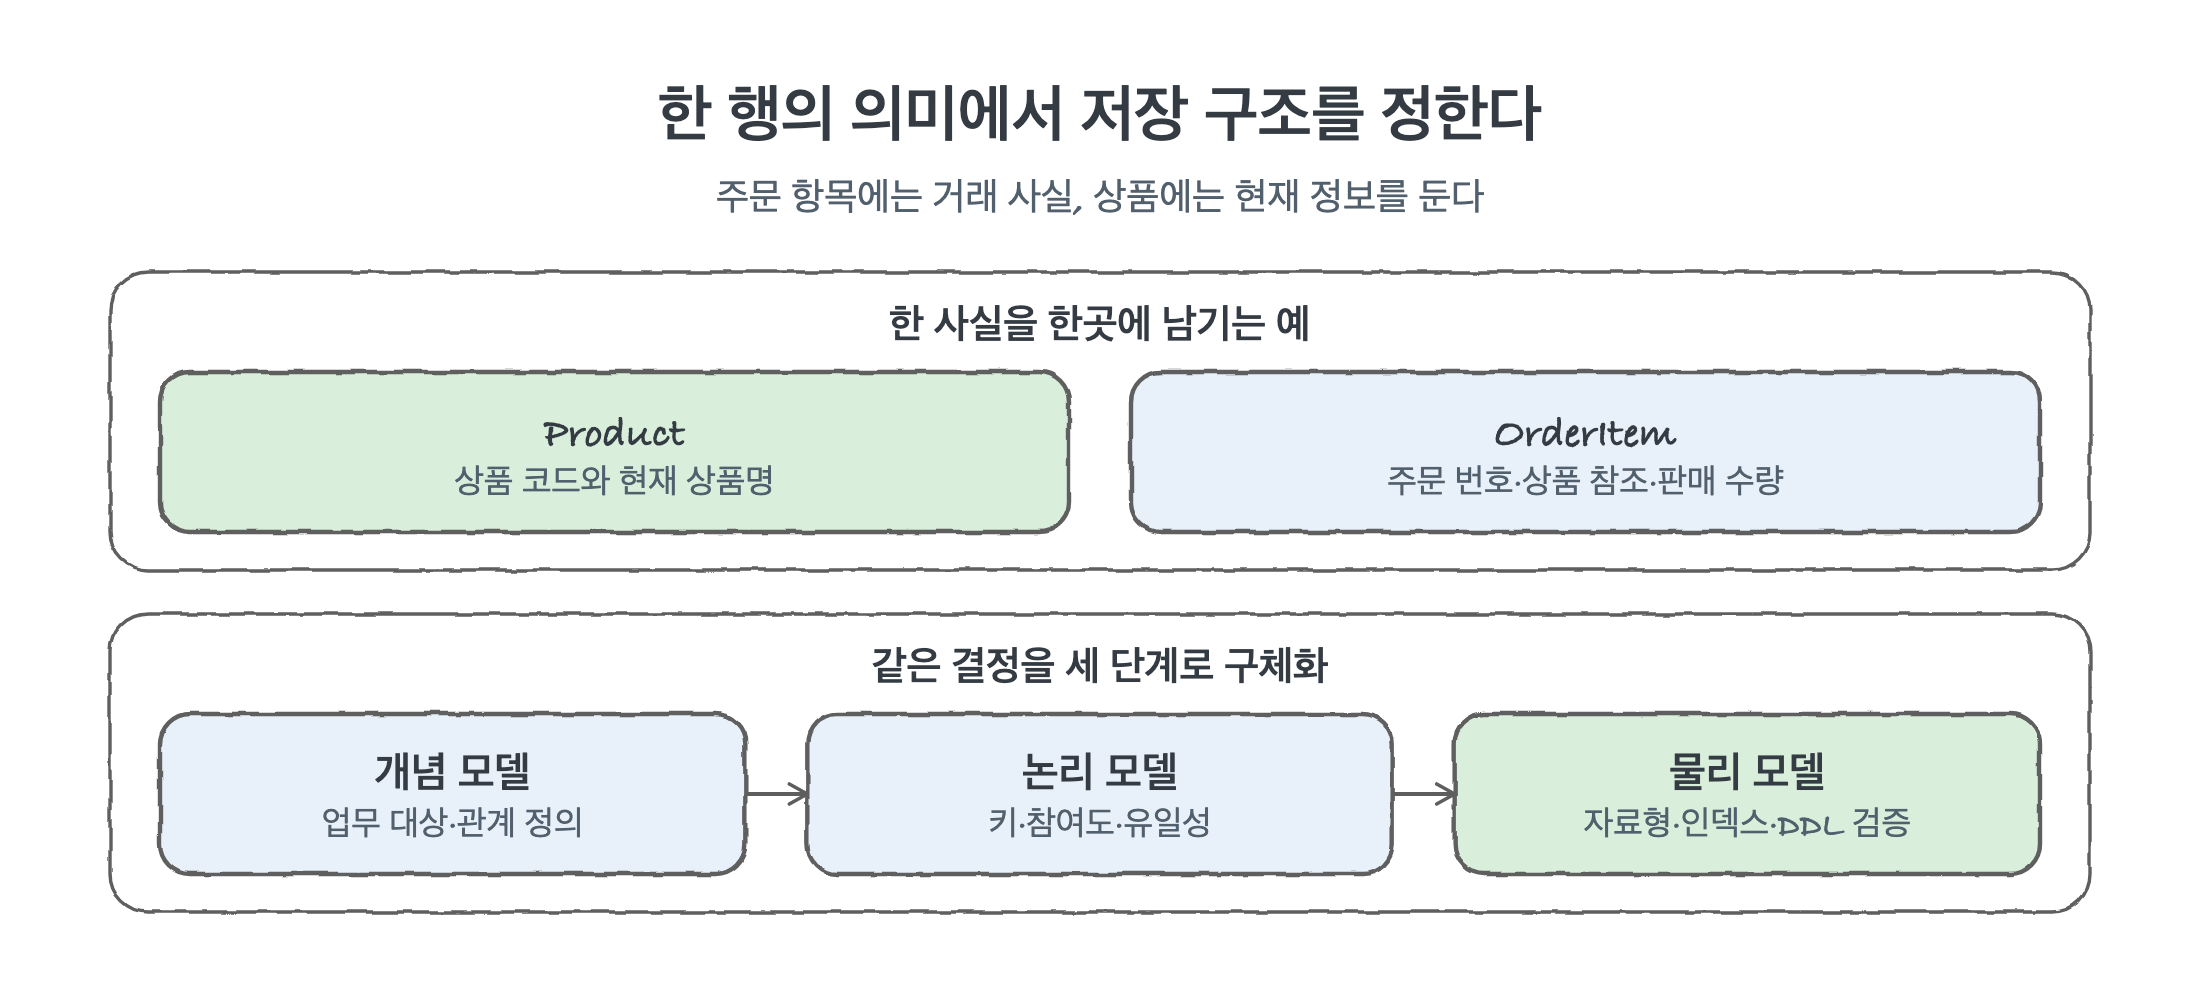 한 행의 의미에서 저장 구조를 정한다
주문 항목에는 거래 사실, 상품에는 현재 정보를 둔다
한 사실을 한곳에 남기는 예
Product
상품 코드와 현재 상품명
OrderItem
주문 번호·상품 참조·판매 수량
같은 결정을 세 단계로 구체화
개념 모델
업무 대상·관계 정의
논리 모델
키·참여도·유일성
물리 모델
자료형·인덱스·DDL 검증